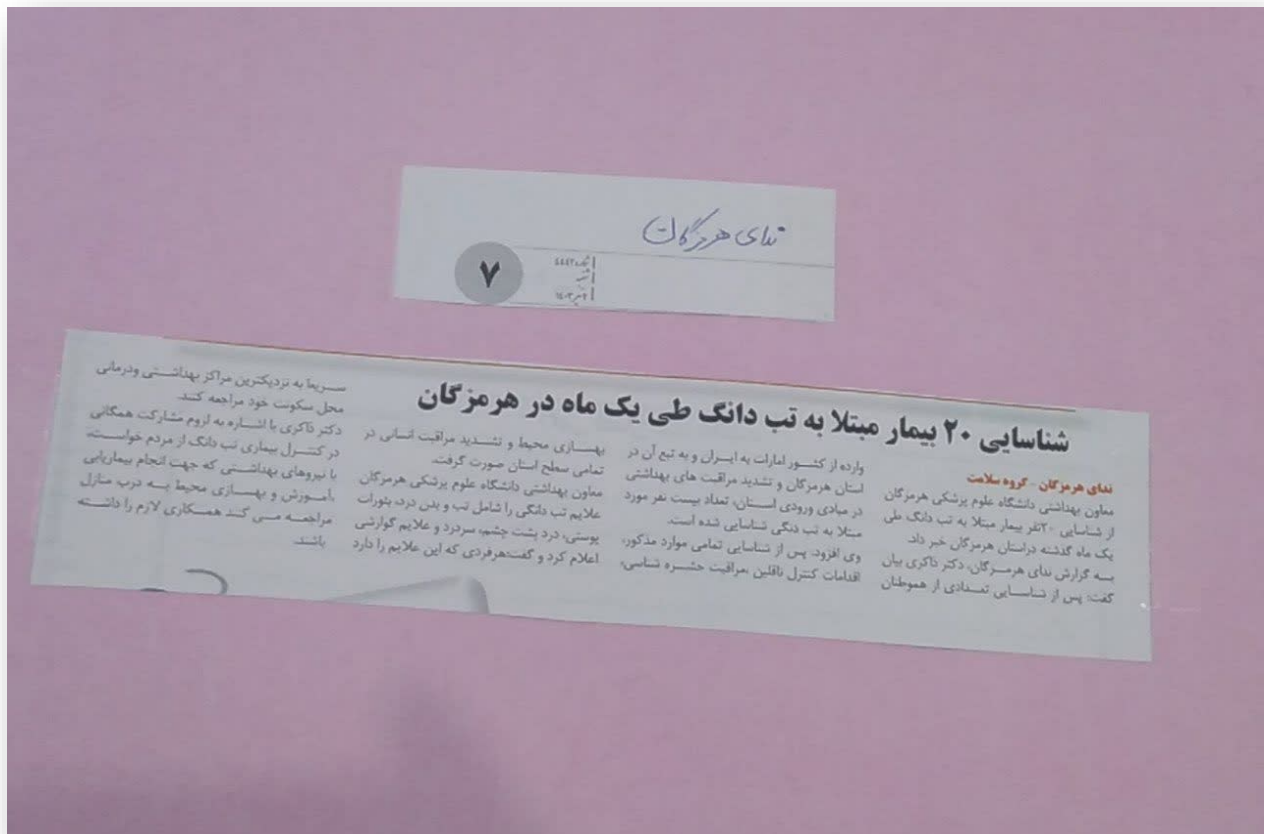 ندای هرمزگان
۷
شناسایی ۲۰ بیمار مبتلا به تب دانگ طی یک ماه در هرمزگان
ندای هرمزگان - گروه سلامت
معاون بهداشتی دانشگاه علوم پزشکی هرمزگان
از شناسایی ۲۰نفر بیمار مبتلا به تب دانگ طی
یک ماه گذشته دراستان هرمزگان خبر داد.
به گزارش ندای هرمزگان، دکتر ذاکری بیان
گفت: پس از شناسایی تعدادی از هموطنان
وارده از کشور امارات به ایران و به تبع آن در
استان هرمزگان و تشدید مراقبت های بهداشتی
در مبادی ورودی استان، تعداد بیست نفر مورد
مبتلا به تب دنگی شناسایی شده است.
وی افزود: پس از شناسایی تمامی موارد مذکور،
اقدامات کنترل ناقلین ،مراقبت حشره شناسی،
بهسازی محیط و تشدید مراقبت انسانی در
تمامی سطح استان صورت گرفت.
معاون بهداشتی دانشگاه علوم پزشکی هرمزگان
علایم تب دانگی را شامل تب و بدن درد، بثورات
پوستی، درد پشت چشم، سردرد و علایم گوارشی
اعلام کرد و گفت:هرفردی که این علایم را دارد
سریعا به نزدیکترین مراکز بهداشتی ودرمانی
محل سکونت خود مراجعه کند.
دکتر ذاکری با اشاره به لزوم مشارکت همگانی
در کنترل بیماری تب دانگ از مردم خواست،
با نیروهای بهداشتی که جهت انجام بیماریابی
،آموزش و بهسازی محیط به درب منازل
مراجعه می کند همکاری لازم را داشته
باشند.